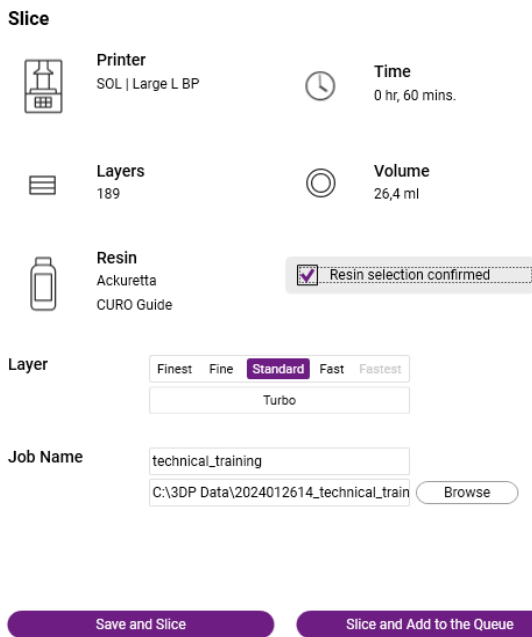 Slice
Printer
SOL | Large L BP
Time
0 hr, 60 mins.
Layers
189
Volume
26,4 ml
Resin
Ackuretta
CURO Guide
Resin selection confirmed
Layer
Finest Fine Standard Fast Fastest
Turbo
Job Name
technical_training
C:\3DP Data\2024012614_technical_train
Browse
Save and Slice
Slice and Add to the Queue